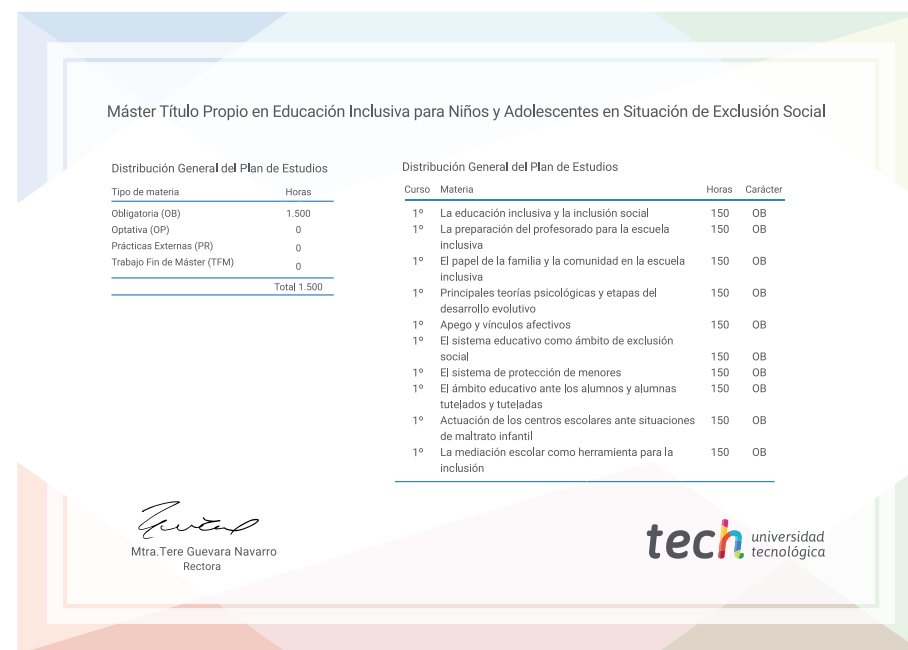 Máster Título Propio en Educación Inclusiva para Niños y Adolescentes en Situación de Exclusión Social
Distribución General del Plan de Estudios
Tipo de materia Horas
Obligatoria (OB) 1.500
Optativa (OP) 0
Prácticas Externas (PR) 0
Trabajo Fin de Máster (TFM) 0
Total 1.500
Distribución General del Plan de Estudios
Curso Materia Horas Carácter
1º La educación inclusiva y la inclusión social 150 OB
1º La preparación del profesorado para la escuela 150 OB
inclusiva
1º El papel de la familia y la comunidad en la escuela 150 OB
inclusiva
1º Principales teorías psicológicas y etapas del 150 OB
desarrollo evolutivo
1º Apego y vínculos afectivos 150 OB
1º El sistema educativo como ámbito de exclusión
social 150 OB
1º El sistema de protección de menores 150 OB
1º El ámbito educativo ante los alumnos y alumnas 150 OB
tutelados y tuteladas
1º Actuación de los centros escolares ante situaciones 150 OB
de maltrato infantil
1º La mediación escolar como herramienta para la 150 OB
inclusión
Mtra.Tere Guevara Navarro
Rectora
tech universidad
tecnológica